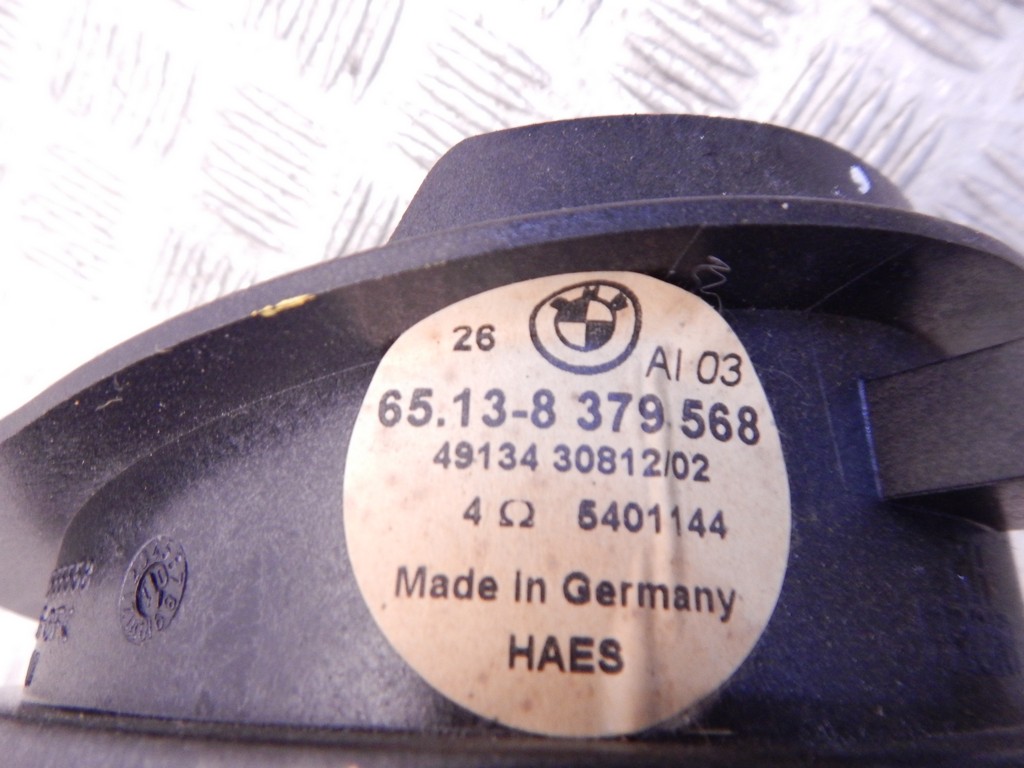 26
AI 03
65.13-8 379 568
49134 30812/02
4 Ω 5401144
Made In Germany
HAES